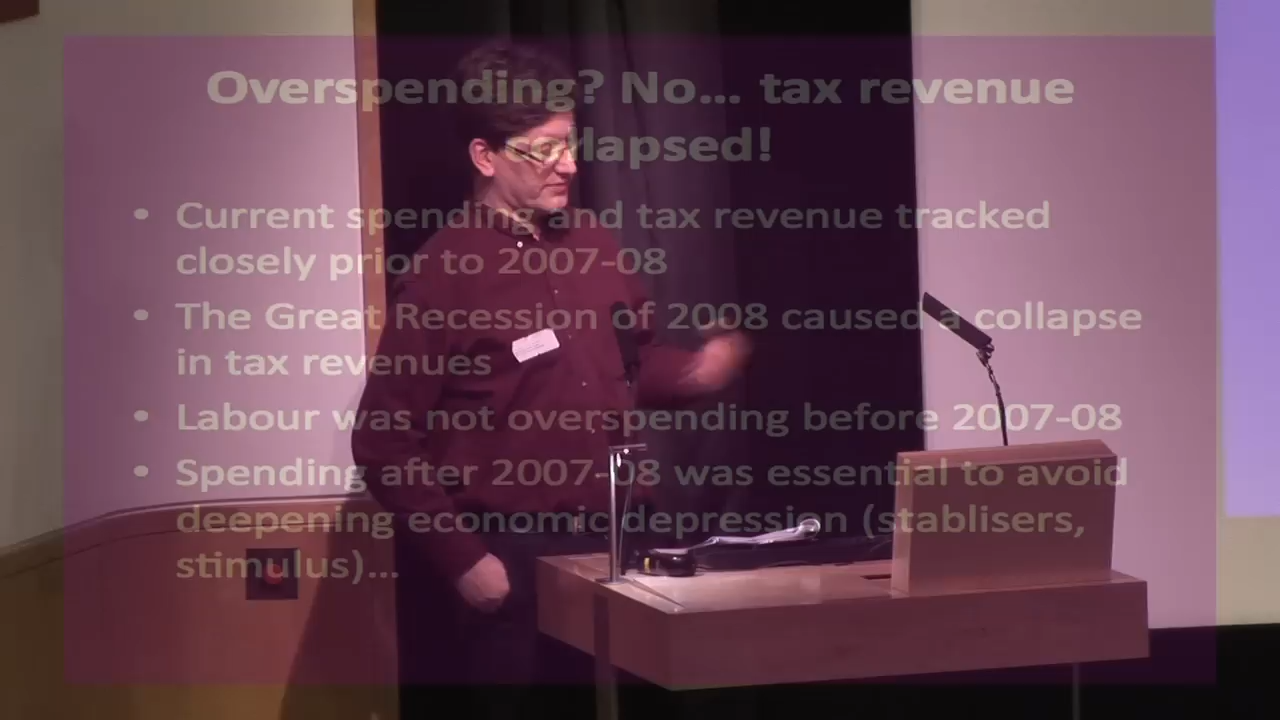 Overspending? No... tax revenue
collapsed!
• Current spending and tax revenue tracked
closely prior to 2007-08
• The Great Recession of 2008 caused a collapse
in tax revenues
• Labour was not overspending before 2007-08
• Spending after 2007-08 was essential to avoid
deepening economic depression (stablisers,
stimulus)...